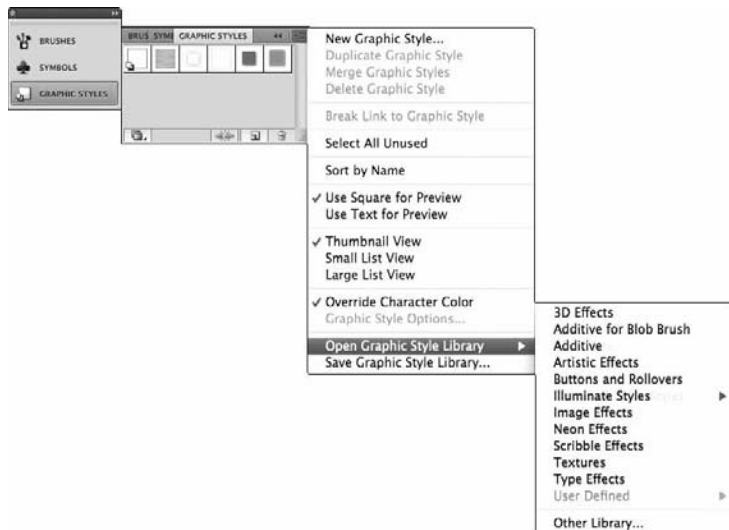 BRUSHES
SYMBOLS
GRAPHIC STYLES
BRUS SYME GRAPHIC STYLES
New Graphic Style...
Duplicate Graphic Style
Merge Graphic Styles
Delete Graphic Style
Break Link to Graphic Style
Select All Unused
Sort by Name
Use Square for Preview
Use Text for Preview
Thumbnail View
Small List View
Large List View
Override Character Color
Graphic Style Options...
Open Graphic Style Library
Save Graphic Style Library...
3D Effects
Additive for Blob Brush
Additive
Artistic Effects
Buttons and Rollovers
Illuminate Styles
Image Effects
Neon Effects
Scribble Effects
Textures
Type Effects
User Defined
Other Library...